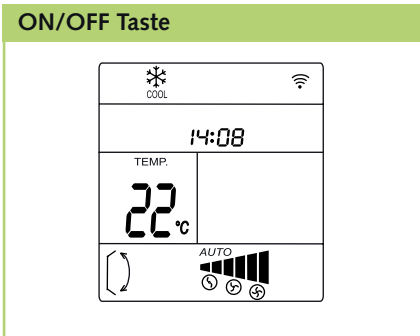 ON/OFF Taste
COOL
14:08
TEMP.
22°C
AUTO